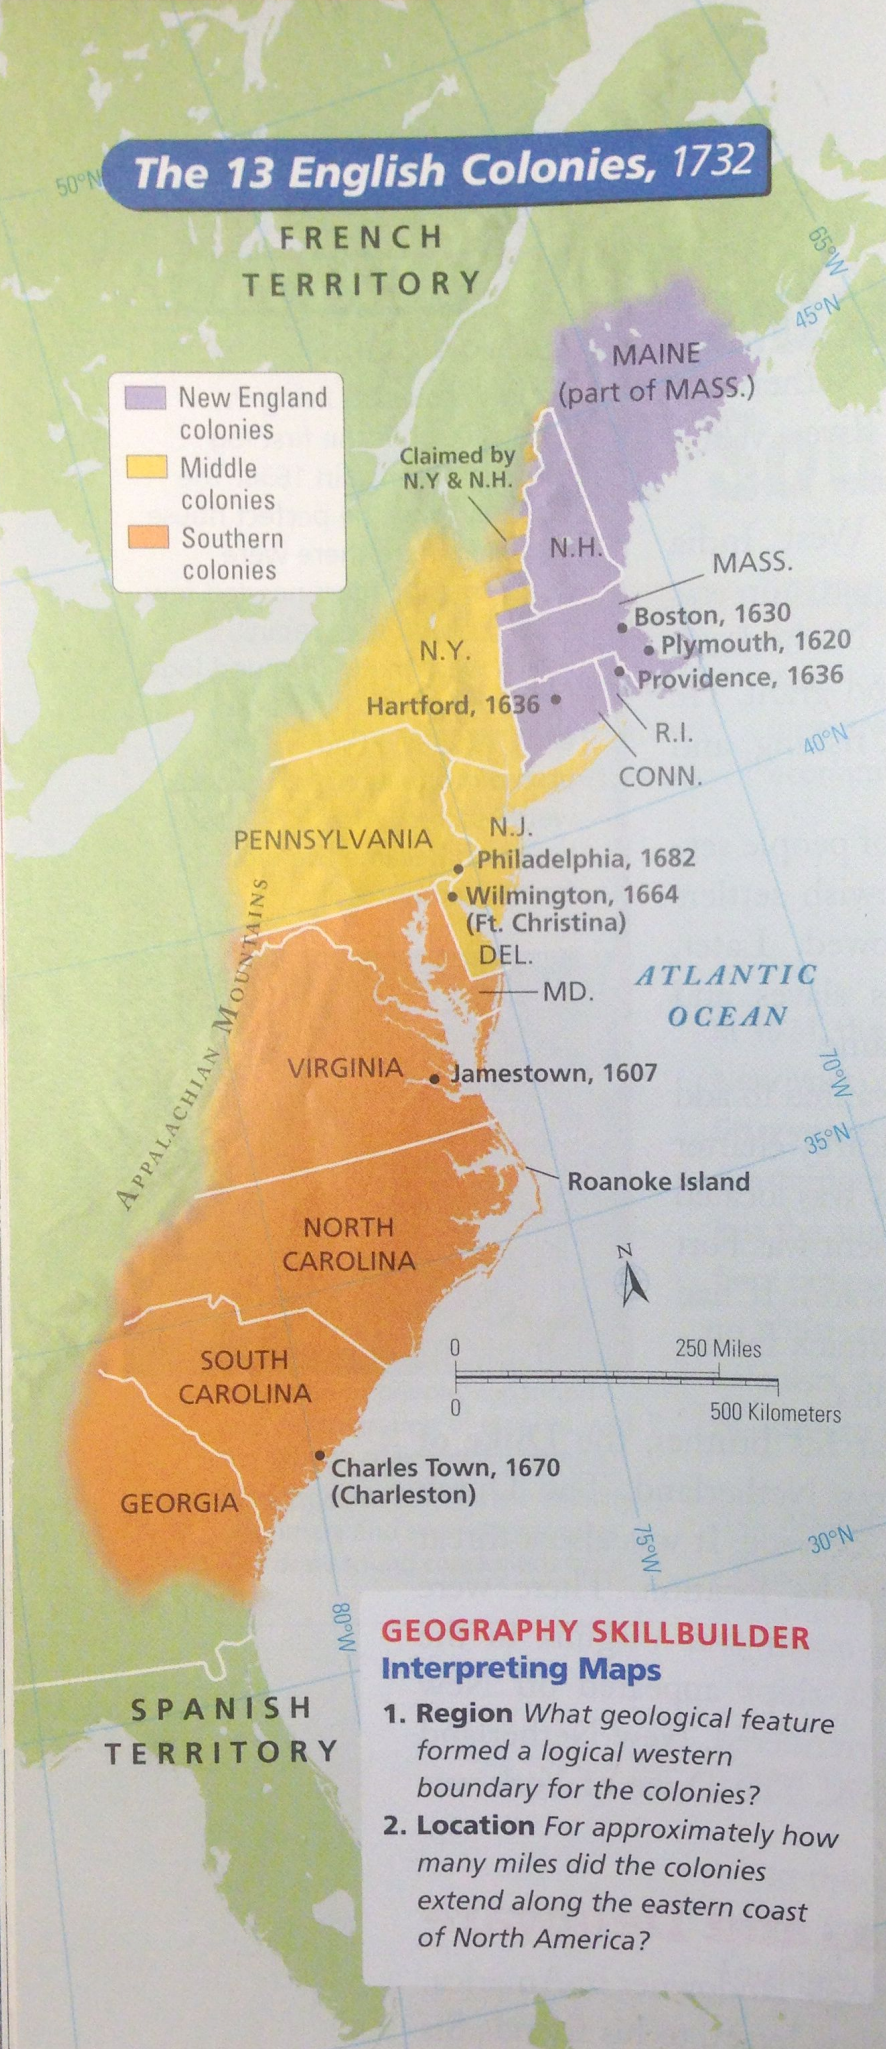 50°N
The 13 English Colonies, 1732
FRENCH
TERRITORY
65°W
45°N
MAINE
(part of MASS.)
New England
colonies
Middle
colonies
Southern
colonies
Claimed by
N.Y & N.H.
N.H.
MASS.
Boston, 1630
Plymouth, 1620
N.Y.
Providence, 1636
Hartford, 1636
R.I.
40°N
CONN.
N.J.
PENNSYLVANIA
Philadelphia, 1682
Wilmington, 1664
(Ft. Christina)
DEL.
APPALACHIAN MOUNTAINS
MD.
ATLANTIC
OCEAN
VIRGINIA
Jamestown, 1607
70°W
35°N
Roanoke Island
NORTH
CAROLINA
N
0 250 Miles
0 500 Kilometers
SOUTH
CAROLINA
Charles Town, 1670
(Charleston)
GEORGIA
75°W
30°N
80°W
GEOGRAPHY SKILLBUILDER
Interpreting Maps
1. Region What geological feature
formed a logical western
boundary for the colonies?
2. Location For approximately how
many miles did the colonies
extend along the eastern coast
of North America?
SPANISH
TERRITORY